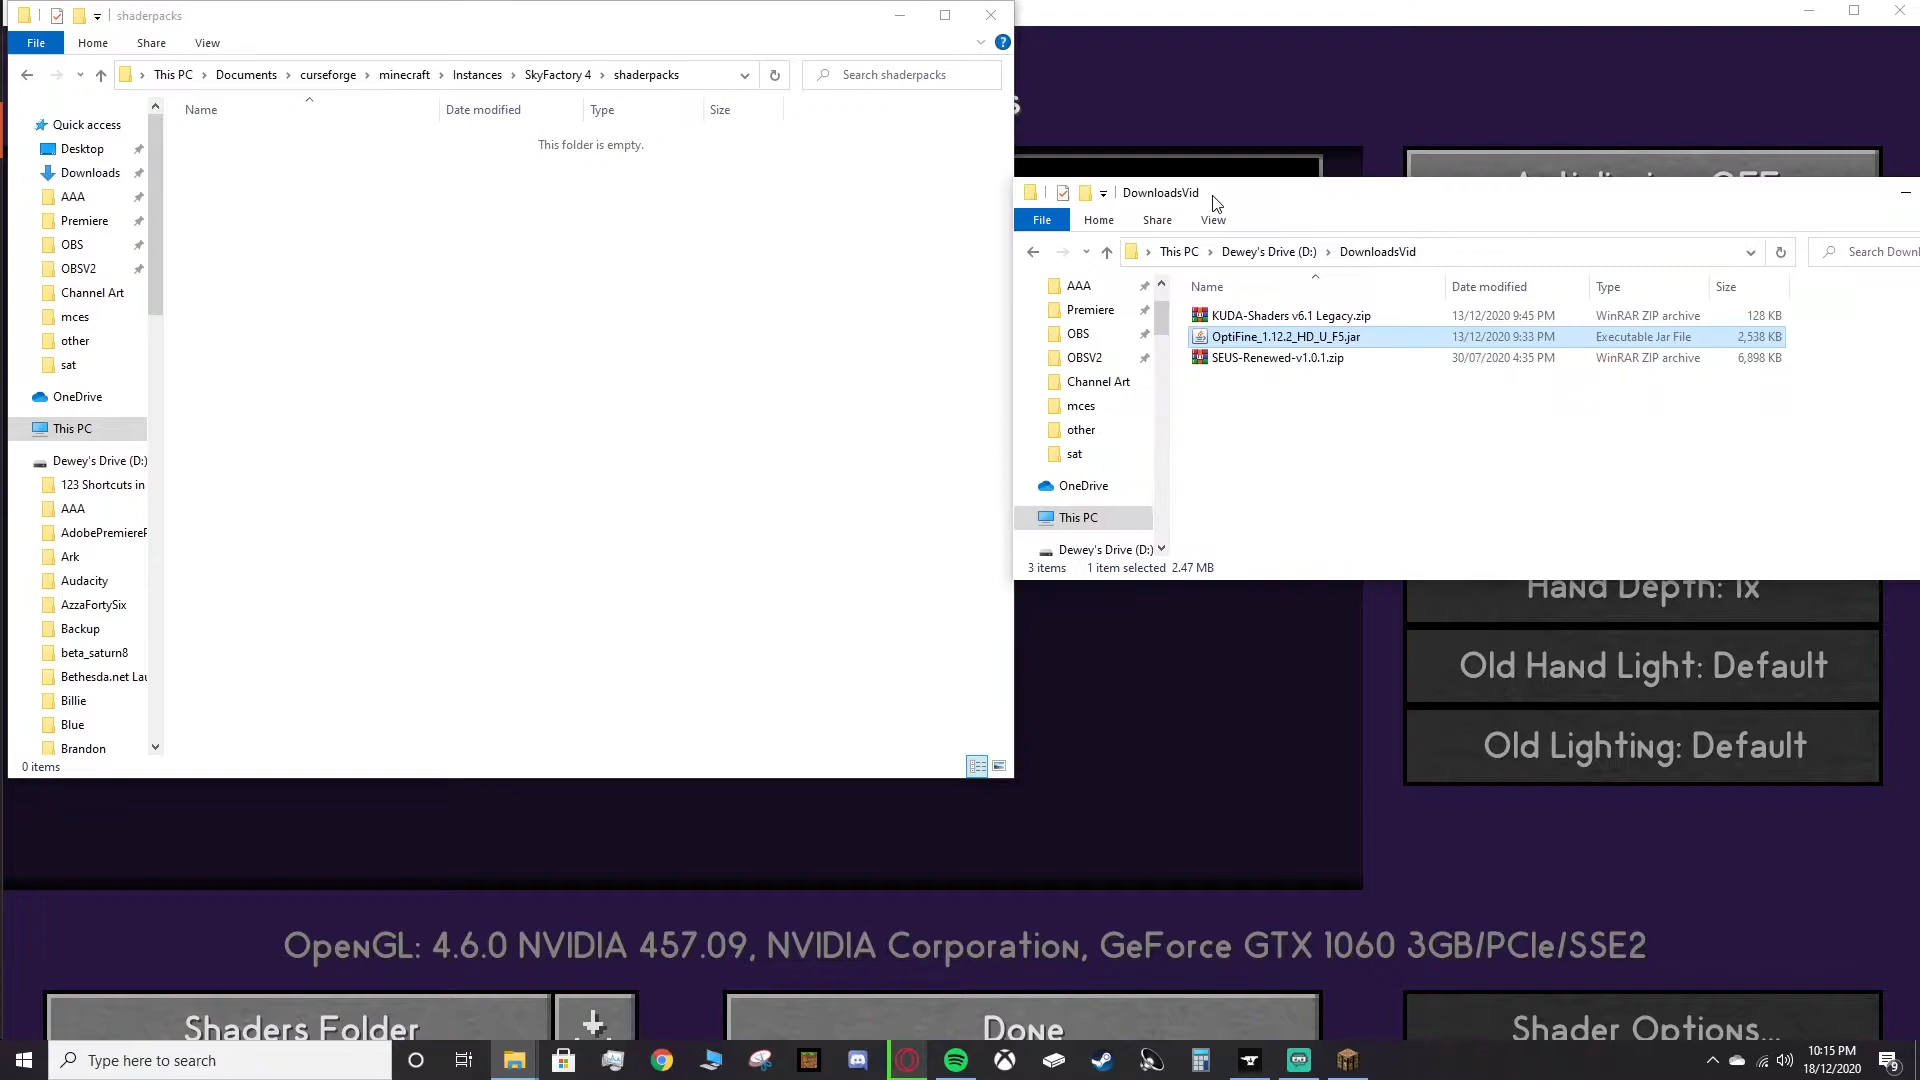 shaderpacks
File Home Share View
This PC Documents curseforge minecraft Instances SkyFactory 4 shaderpacks
Search shaderpacks
Name Date modified Type Size
This folder is empty.
Quick access
Desktop
Downloads
AAA
Premiere
OBS
OBSV2
Channel Art
mces
other
sat
OneDrive
This PC
Dewey's Drive (D:)
123 Shortcuts in
AAA
AdobePremiereP
Ark
Audacity
AzzaFortySix
Backup
beta_saturn8
Bethesda.net Lau
Billie
Blue
Brandon
0 items
DownloadsVid
File Home Share View
This PC Dewey's Drive (D:) DownloadsVid
Search Downl
Name Date modified Type Size
KUDA-Shaders v6.1 Legacy.zip 13/12/2020 9:45 PM WinRAR ZIP archive 128 KB
OptiFine_1.12.2_HD_U_F5.jar 13/12/2020 9:33 PM Executable Jar File 2,538 KB
SEUS-Renewed-v1.0.1.zip 30/07/2020 4:35 PM WinRAR ZIP archive 6,898 KB
AAA
Premiere
OBS
OBSV2
Channel Art
mces
other
sat
OneDrive
This PC
Dewey's Drive (D:)
3 items 1 item selected 2.47 MB
Hand Depth: 1x
Old Hand Light: Default
Old Lighting: Default
OpenGL: 4.6.0 NVIDIA 457.09, NVIDIA Corporation, GeForce GTX 1060 3GB/PCIe/SSE2
Shaders Folder
Done
Shader Options...
Type here to search
10:15 PM
18/12/2020
9